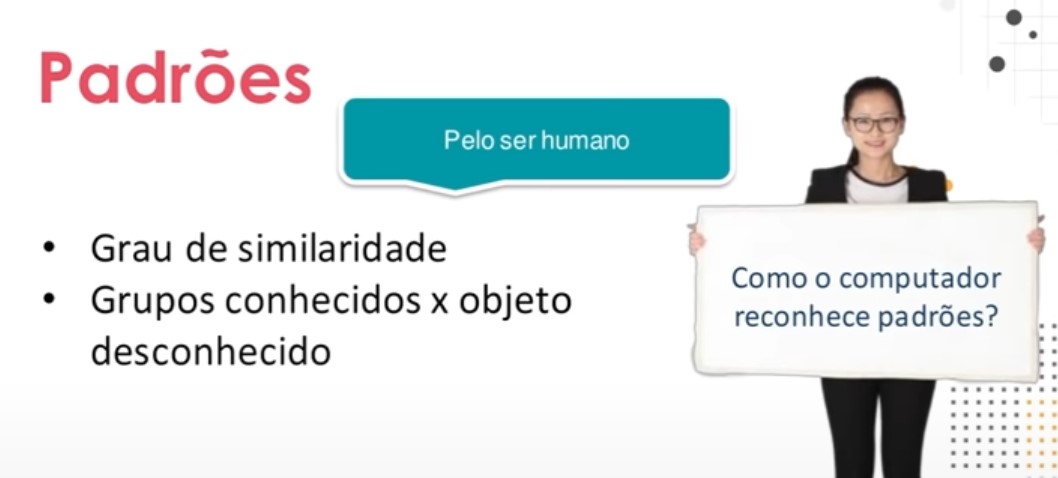 Padrões
Pelo ser humano
• Grau de similaridade
• Grupos conhecidos x objeto
desconhecido
Como o computador
reconhece padrões?